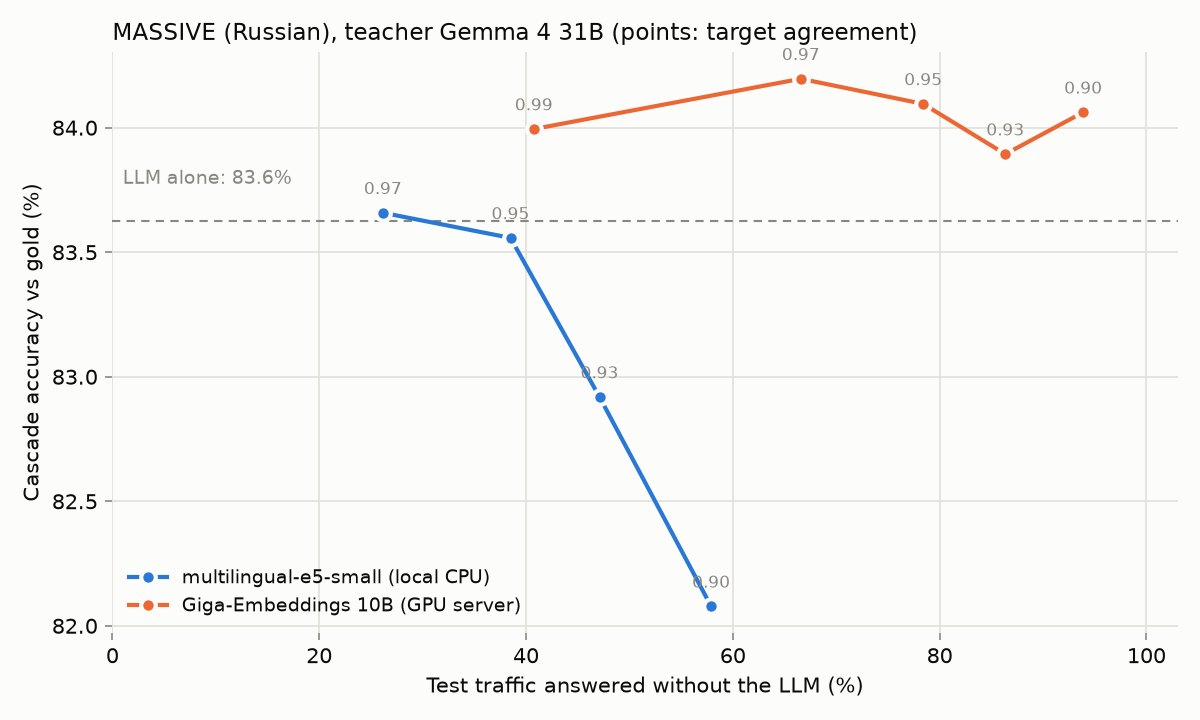 MASSIVE (Russian), teacher Gemma 4 31B (points: target agreement)
0.97
0.95
0.90
0.99
0.93
84.0
LLM alone: 83.6%
0.97
0.95
83.5
Cascade accuracy vs gold (%)
83.0
0.93
82.5
0.90
multilingual-e5-small (local CPU)
Giga-Embeddings 10B (GPU server)
82.0
0 20 40 60 80 100
Test traffic answered without the LLM (%)